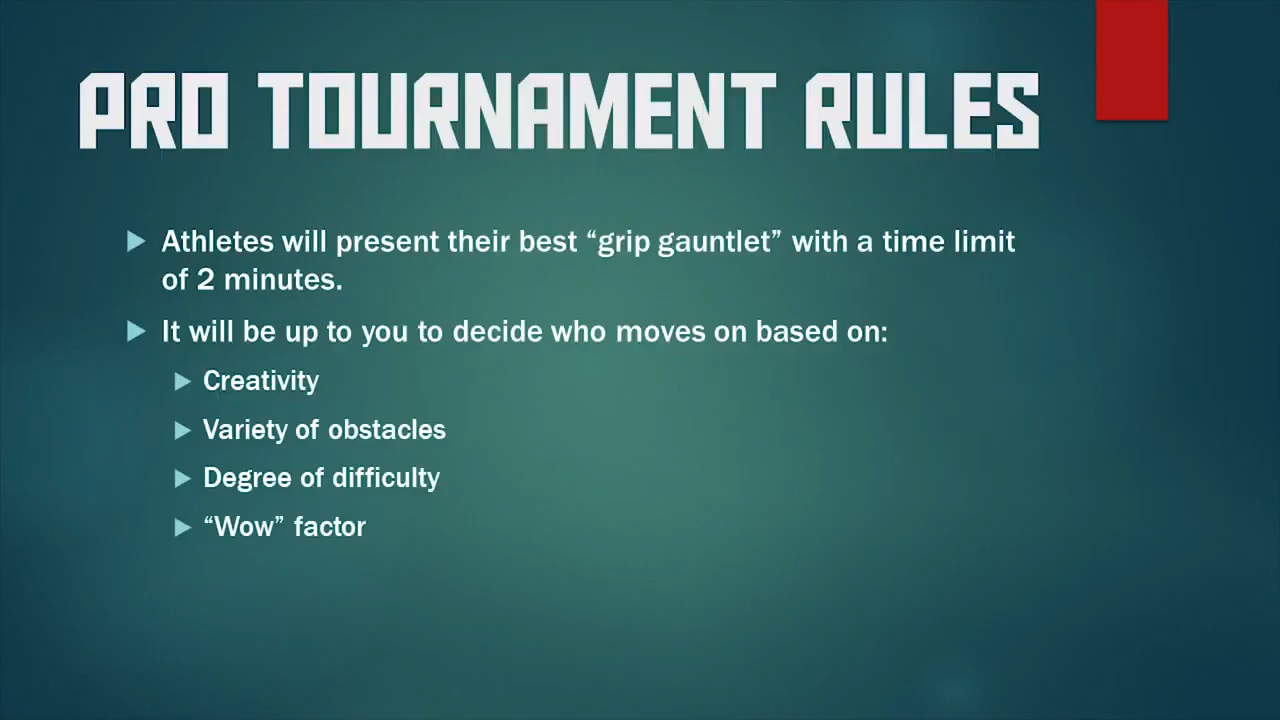 PRO TOURNAMENT RULES
Athletes will present their best “grip gauntlet” with a time limit
of 2 minutes.
It will be up to you to decide who moves on based on:
Creativity
Variety of obstacles
Degree of difficulty
“Wow” factor